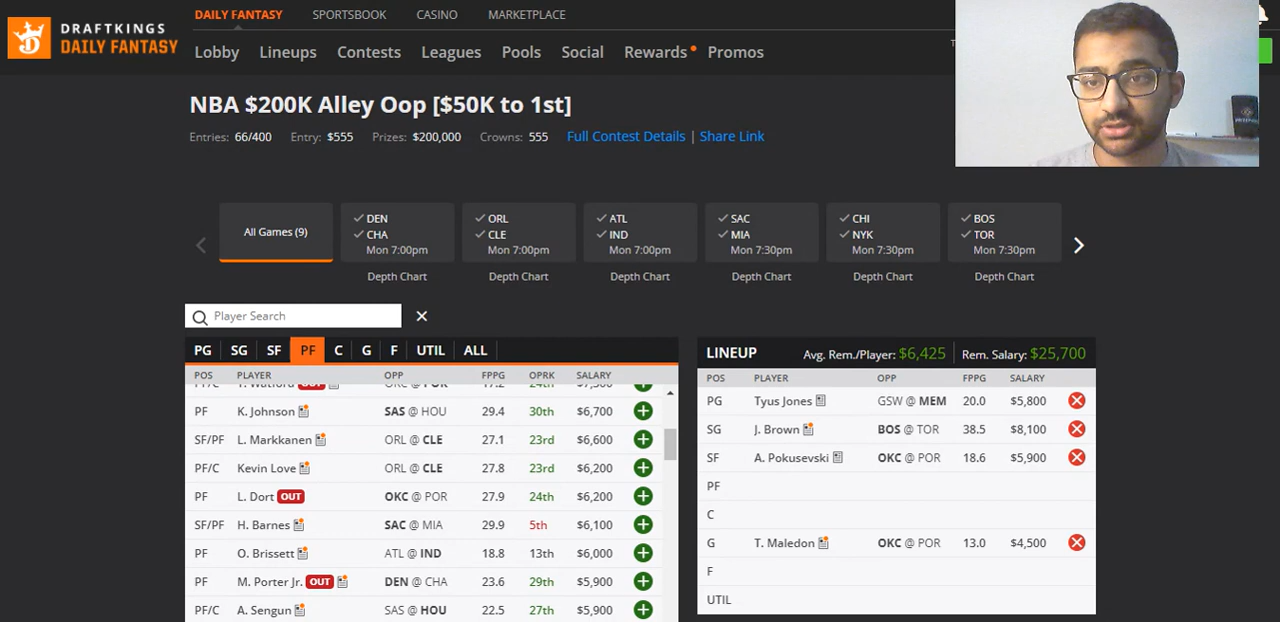 DAILY FANTASY SPORTSBOOK CASINO MARKETPLACE
DRAFTKINGS
DAILY FANTASY
Lobby Lineups Contests Leagues Pools Social Rewards Promos
NBA $200K Alley Oop [$50K to 1st]
Entries: 66/400 Entry: $555 Prizes: $200,000 Crowns: 555 Full Contest Details | Share Link
All Games (9)
DEN
CHA
Mon 7:00pm
Depth Chart
ORL
CLE
Mon 7:00pm
Depth Chart
ATL
IND
Mon 7:00pm
Depth Chart
SAC
MIA
Mon 7:30pm
Depth Chart
CHI
NYK
Mon 7:30pm
Depth Chart
BOS
TOR
Mon 7:30pm
Depth Chart
Player Search
PG SG SF PF C G F UTIL ALL
POS PLAYER OPP FPPG OPRK SALARY
PF K. Johnson SAS @ HOU 29.4 30th $6,700
SF/PF L. Markkanen ORL @ CLE 27.1 23rd $6,600
PF/C Kevin Love ORL @ CLE 27.8 23rd $6,200
PF L. Dort OUT OKC @ POR 27.9 24th $6,200
SF/PF H. Barnes SAC @ MIA 29.9 5th $6,100
PF O. Brissett ATL @ IND 18.8 13th $6,000
PF M. Porter Jr. OUT DEN @ CHA 23.6 29th $5,900
PF/C A. Sengun SAS @ HOU 22.5 27th $5,900
LINEUP Avg. Rem./Player: $6,425 Rem. Salary: $25,700
POS PLAYER OPP FPPG SALARY
PG Tyus Jones GSW @ MEM 20.0 $5,800
SG J. Brown BOS @ TOR 38.5 $8,100
SF A. Pokusevski OKC @ POR 18.6 $5,900
PF
C
G T. Maledon OKC @ POR 13.0 $4,500
F
UTIL